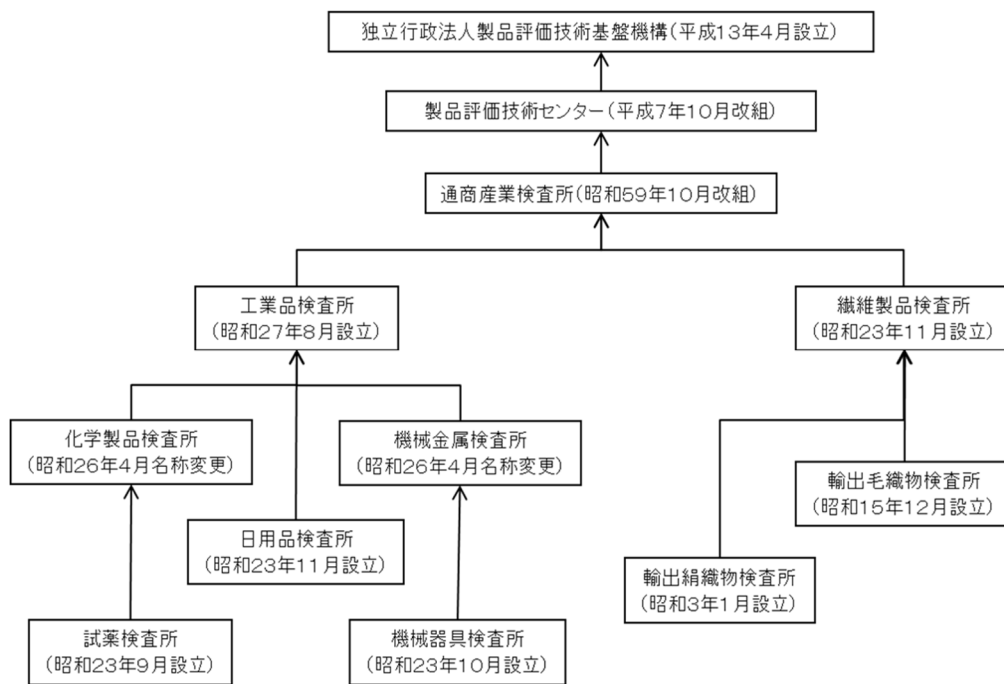 独立行政法人製品評価技術基盤機構(平成13年4月設立)
製品評価技術センター(平成7年10月改組)
通商産業検査所(昭和59年10月改組)
工業品検査所
(昭和27年8月設立)
繊維製品検査所
(昭和23年11月設立)
化学製品検査所
(昭和26年4月名称変更)
機械金属検査所
(昭和26年4月名称変更)
輸出毛織物検査所
(昭和15年12月設立)
日用品検査所
(昭和23年11月設立)
輸出絹織物検査所
(昭和3年1月設立)
試薬検査所
(昭和23年9月設立)
機械器具検査所
(昭和23年10月設立)